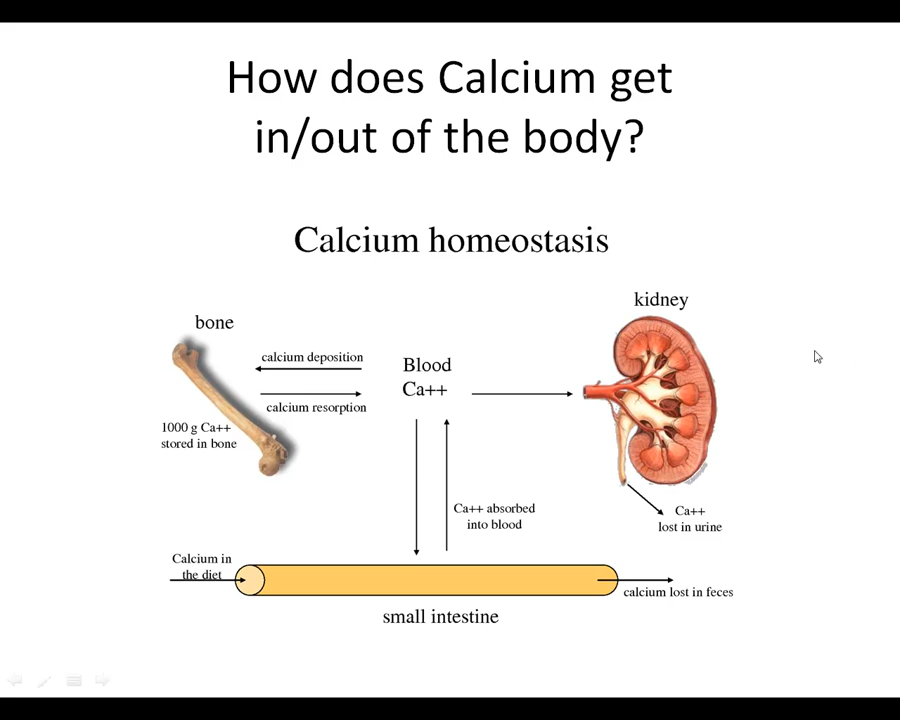 How does Calcium get
in/out of the body?
Calcium homeostasis
kidney
bone
calcium deposition
Blood
Ca++
calcium resorption
1000 g Ca++
stored in bone
Ca++ absorbed
into blood
Ca++
lost in urine
Calcium in
the diet
calcium lost in feces
small intestine